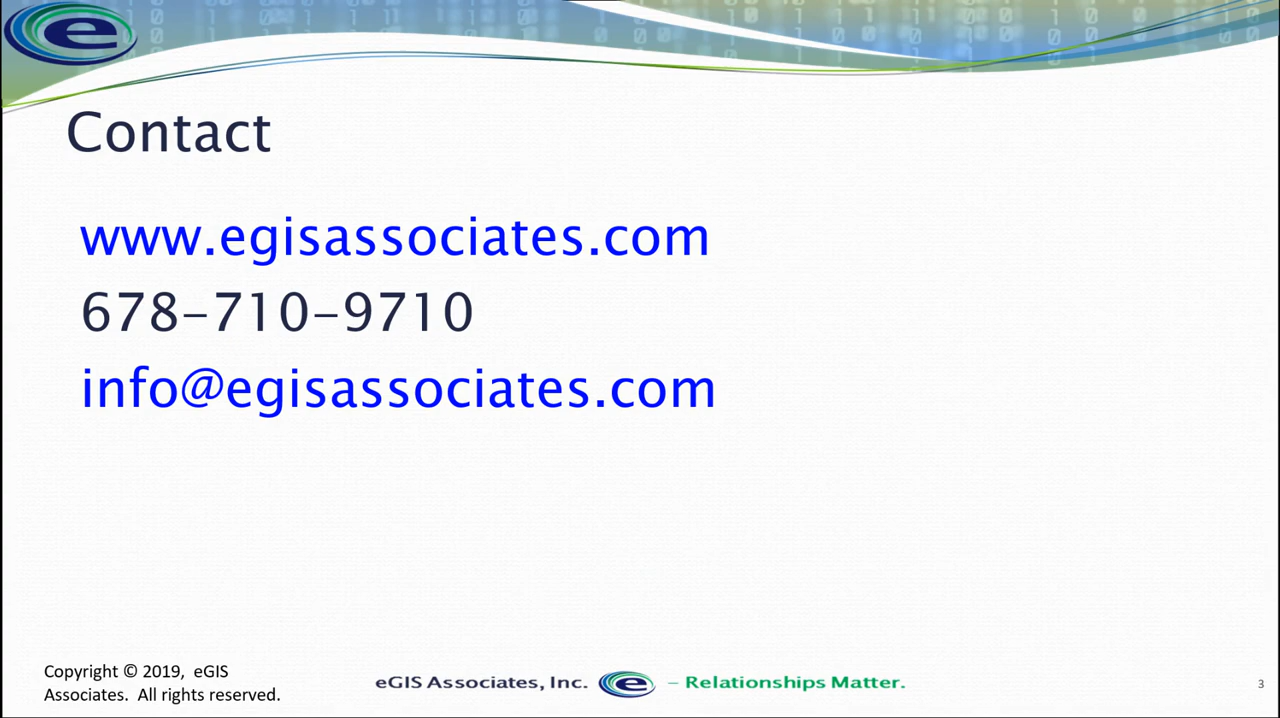 e
Contact
www.egisassociates.com
678-710-9710
info@egisassociates.com
Copyright © 2019, eGIS
Associates. All rights reserved.
eGIS Associates, Inc. e – Relationships Matter.
3